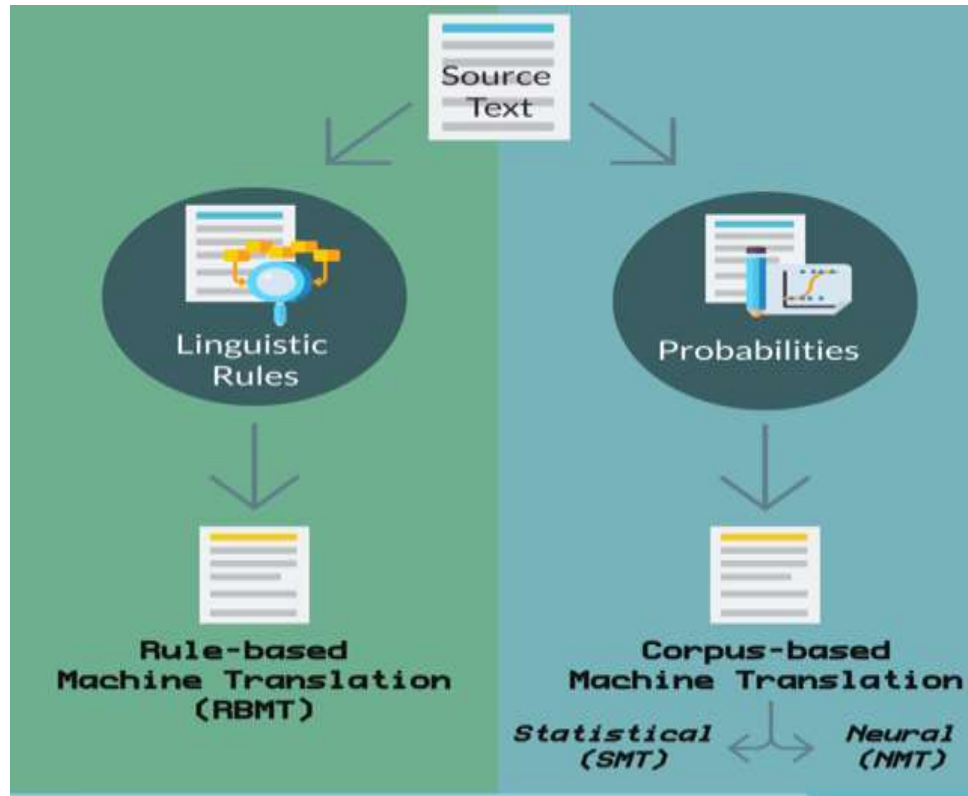 Source
Text
Linguistic
Rules
Probabilities
Rule-based
Machine Translation
(RBMT)
Corpus-based
Machine Translation
Statistical
(SMT)
Neural
(NMT)